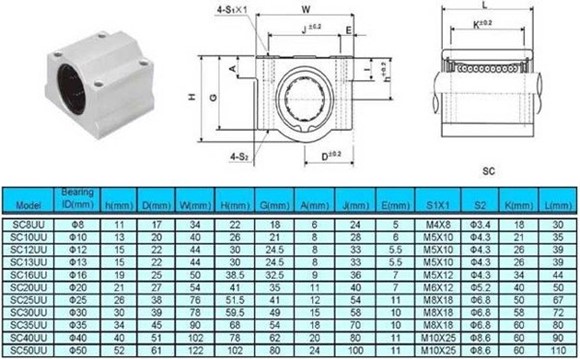 4-S1×1
W
J±0.2
E
A
H
G
I
h±0.2
4-S2
D±0.2
L
K±0.2
SC
Model Bearing ID(mm) h(mm) D(mm) W(mm) H(mm) G(mm) A(mm) J(mm) E(mm) S1X1 S2 K(mm) L(mm)
SC8UU Φ8 11 17 34 22 18 6 24 5 M4X8 Φ3.4 18 30
SC10UU Φ10 13 20 40 26 21 8 28 6 M5X10 Φ4.3 21 35
SC12UU Φ12 15 22 44 30 24.5 8 33 5.5 M5X10 Φ4.3 26 39
SC13UU Φ13 15 22 44 30 24.5 8 33 5.5 M5X10 Φ4.3 26 39
SC16UU Φ16 19 25 50 38.5 32.5 9 36 7 M5X12 Φ4.3 34 44
SC20UU Φ20 21 27 54 41 35 11 40 7 M6X12 Φ5.2 40 50
SC25UU Φ25 26 38 76 51.5 41 12 54 11 M8X18 Φ6.8 50 67
SC30UU Φ30 30 39 78 59.5 49 15 58 10 M8X18 Φ6.8 58 72
SC35UU Φ35 34 45 90 68 54 18 70 10 M8X18 Φ6.8 60 80
SC40UU Φ40 40 51 102 78 62 20 80 11 M10X25 Φ8.6 60 90
SC50UU Φ50 52 61 122 102 80 24 100 11 M10X25 Φ8.6 60 110